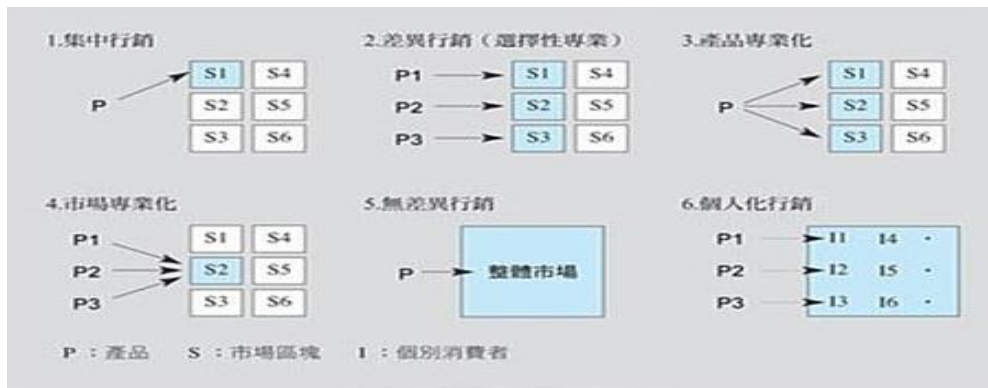 1.集中行銷
P
S1 S4
S2 S5
S3 S6
2.差異行銷（選擇性專業）
P1 S1 S4
P2 S2 S5
P3 S3 S6
3.產品專業化
P
S1 S4
S2 S5
S3 S6
4.市場專業化
P1 S1 S4
P2 S2 S5
P3 S3 S6
5.無差異行銷
P 整體市場
6.個人化行銷
P1 I1 I4 ·
P2 I2 I5 ·
P3 I3 I6 ·
P：產品 S：市場區塊 I：個別消費者